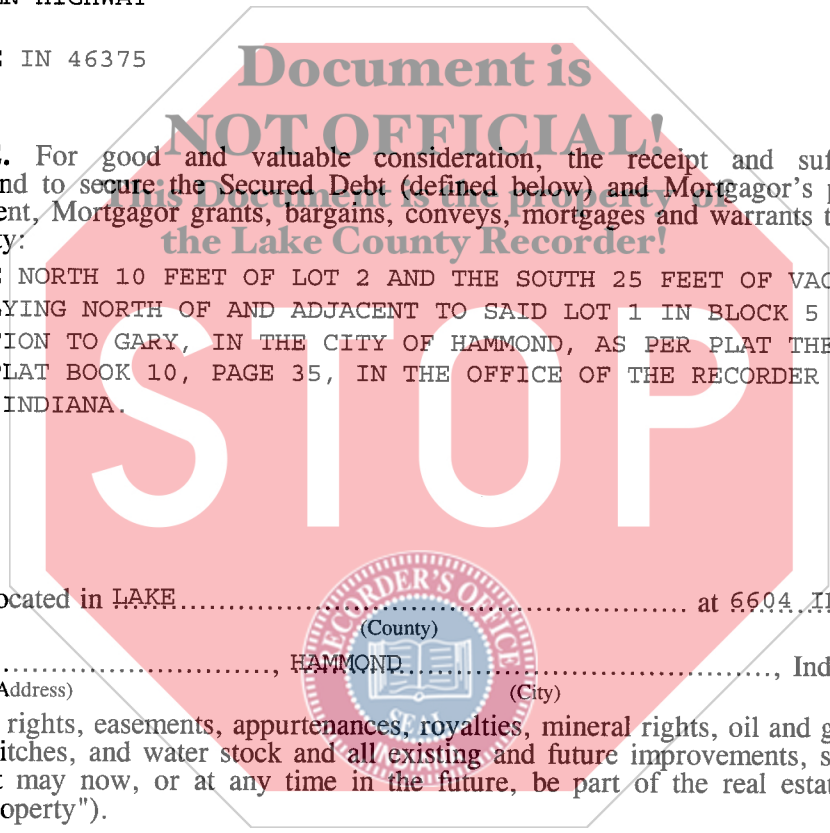 IN 46375
Document is
NOT OFFICIAL!
. For good and valuable consideration, the receipt and suf
nd to secure the Secured Debt (defined below) and Mortgagor's p
This Document is the property of
ent, Mortgagor grants, bargains, conveys, mortgages and warrants t
ty:
the Lake County Recorder!
NORTH 10 FEET OF LOT 2 AND THE SOUTH 25 FEET OF VAC
YING NORTH OF AND ADJACENT TO SAID LOT 1 IN BLOCK 5
TION TO GARY, IN THE CITY OF HAMMOND, AS PER PLAT THE
PLAT BOOK 10, PAGE 35, IN THE OFFICE OF THE RECORDER
INDIANA.
STOP
ocated in LAKE at 6604
(County)
HAMMOND, Ind
Address) (City)
RECORDER'S OFFICE
SEAL
INDIANA
rights, easements, appurtenances, royalties, mineral rights, oil and g
itches, and water stock and all existing and future improvements, s
t may now, or at any time in the future, be part of the real estat
operty").